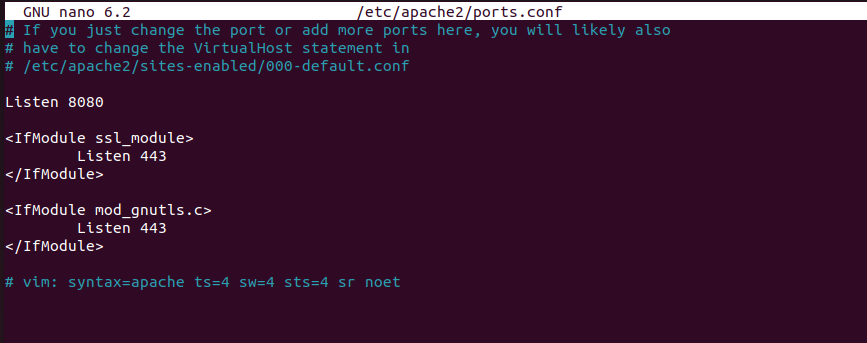 GNU nano 6.2 /etc/apache2/ports.conf
# If you just change the port or add more ports here, you will likely also
# have to change the VirtualHost statement in
# /etc/apache2/sites-enabled/000-default.conf
Listen 8080
<IfModule ssl_module>
Listen 443
</IfModule>
<IfModule mod_gnutls.c>
Listen 443
</IfModule>
# vim: syntax=apache ts=4 sw=4 sts=4 sr noet